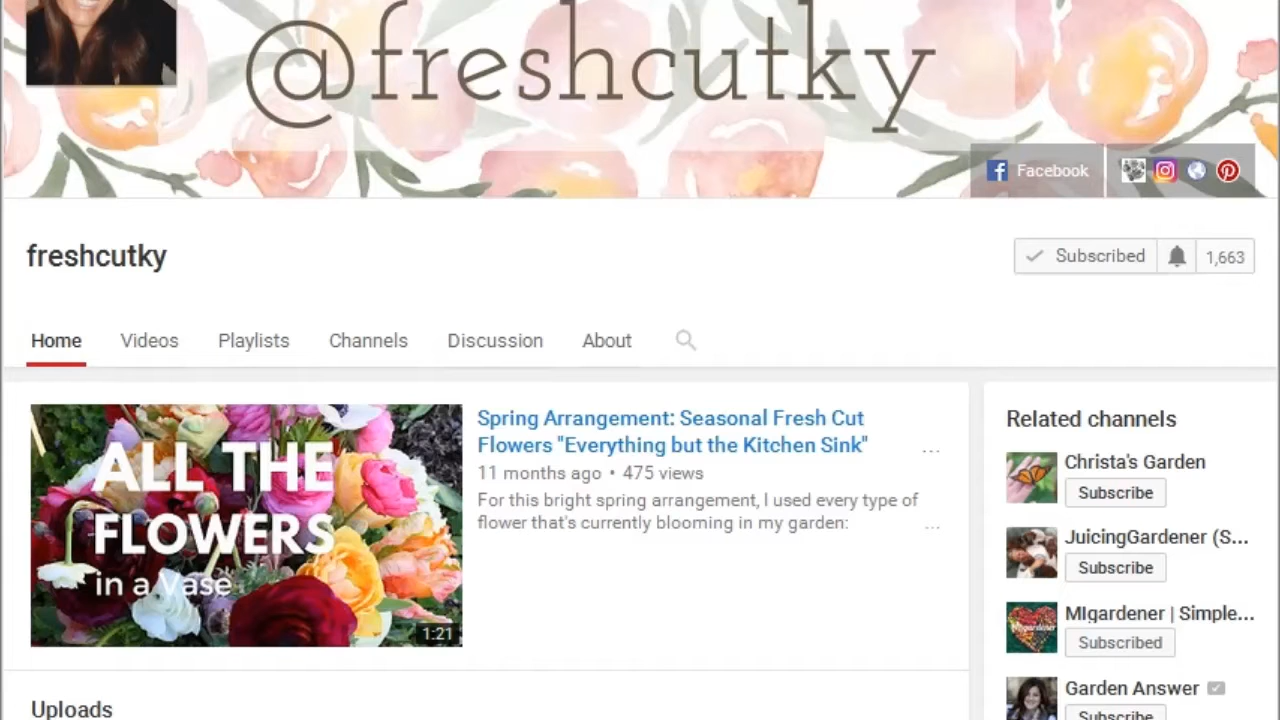 @freshcutky
Facebook
freshcutky
Subscribed
1,663
Home
Videos
Playlists
Channels
Discussion
About
ALL THE
FLOWERS
in a Vase
1:21
Spring Arrangement: Seasonal Fresh Cut
Flowers "Everything but the Kitchen Sink"
...
11 months ago • 475 views
For this bright spring arrangement, I used every type of
flower that's currently blooming in my garden:
...
Uploads
Related channels
Christa's Garden
Subscribe
JuicingGardener (S...
Subscribe
MIgardener | Simple...
Subscribed
Garden Answer
Subscribe